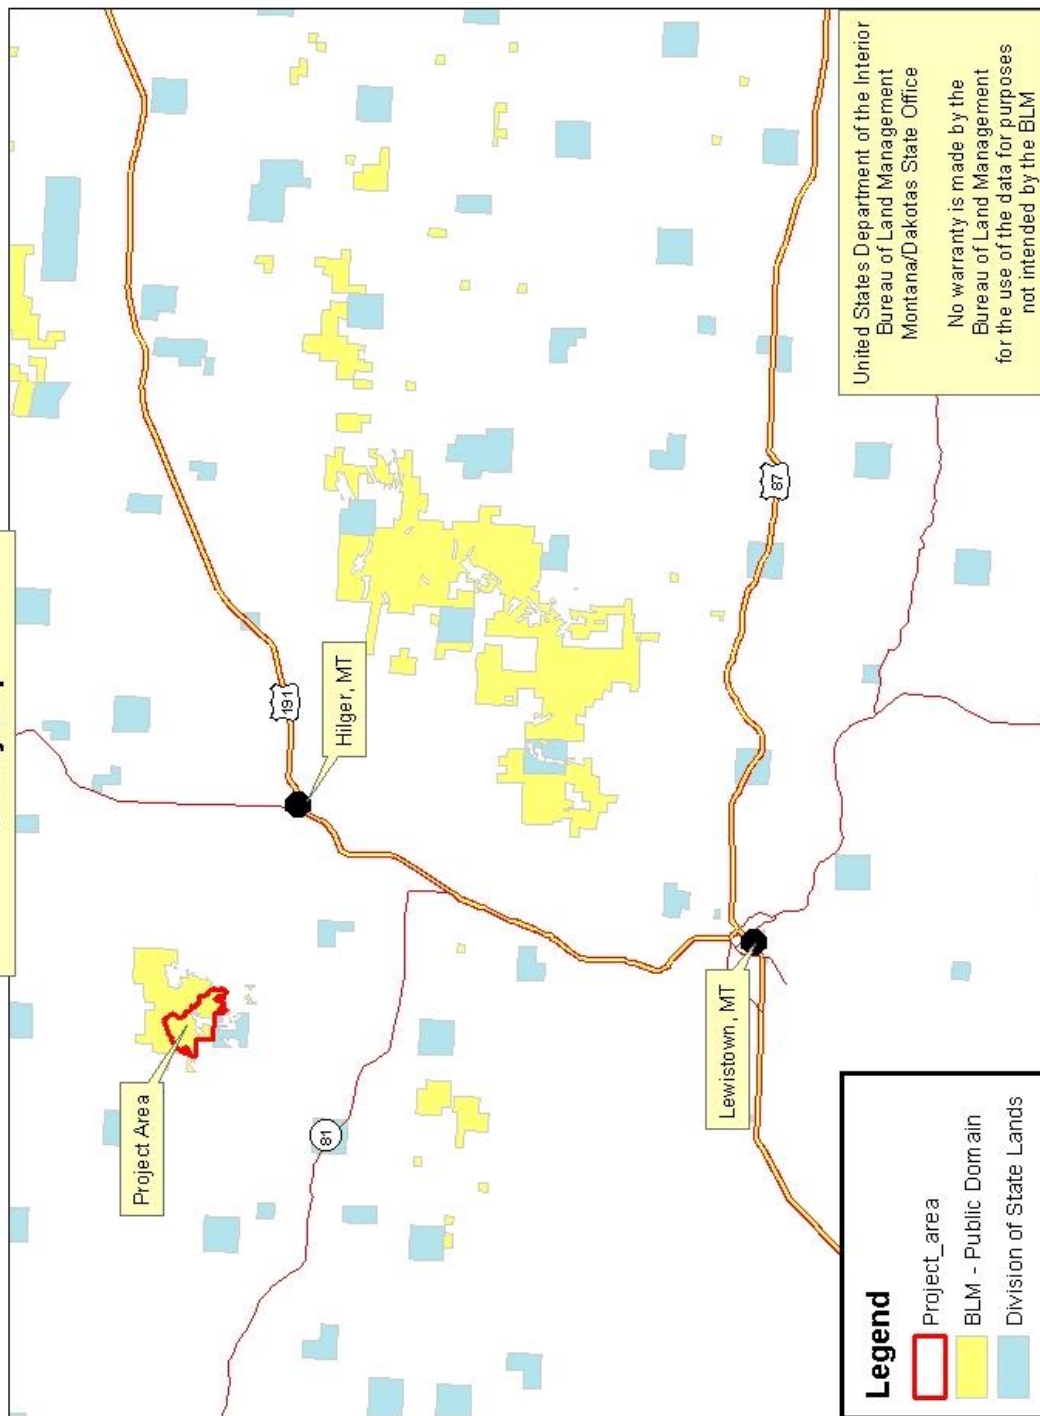 191
Hilger, MT
Project Area
81
87
Lewistown, MT
United States Department of the Interior
Bureau of Land Management
Montana/Dakotas State Office
No warranty is made by the
Bureau of Land Management
for the use of the data for purposes
not intended by the BLM
Legend
Project_area
BLM - Public Domain
Division of State Lands